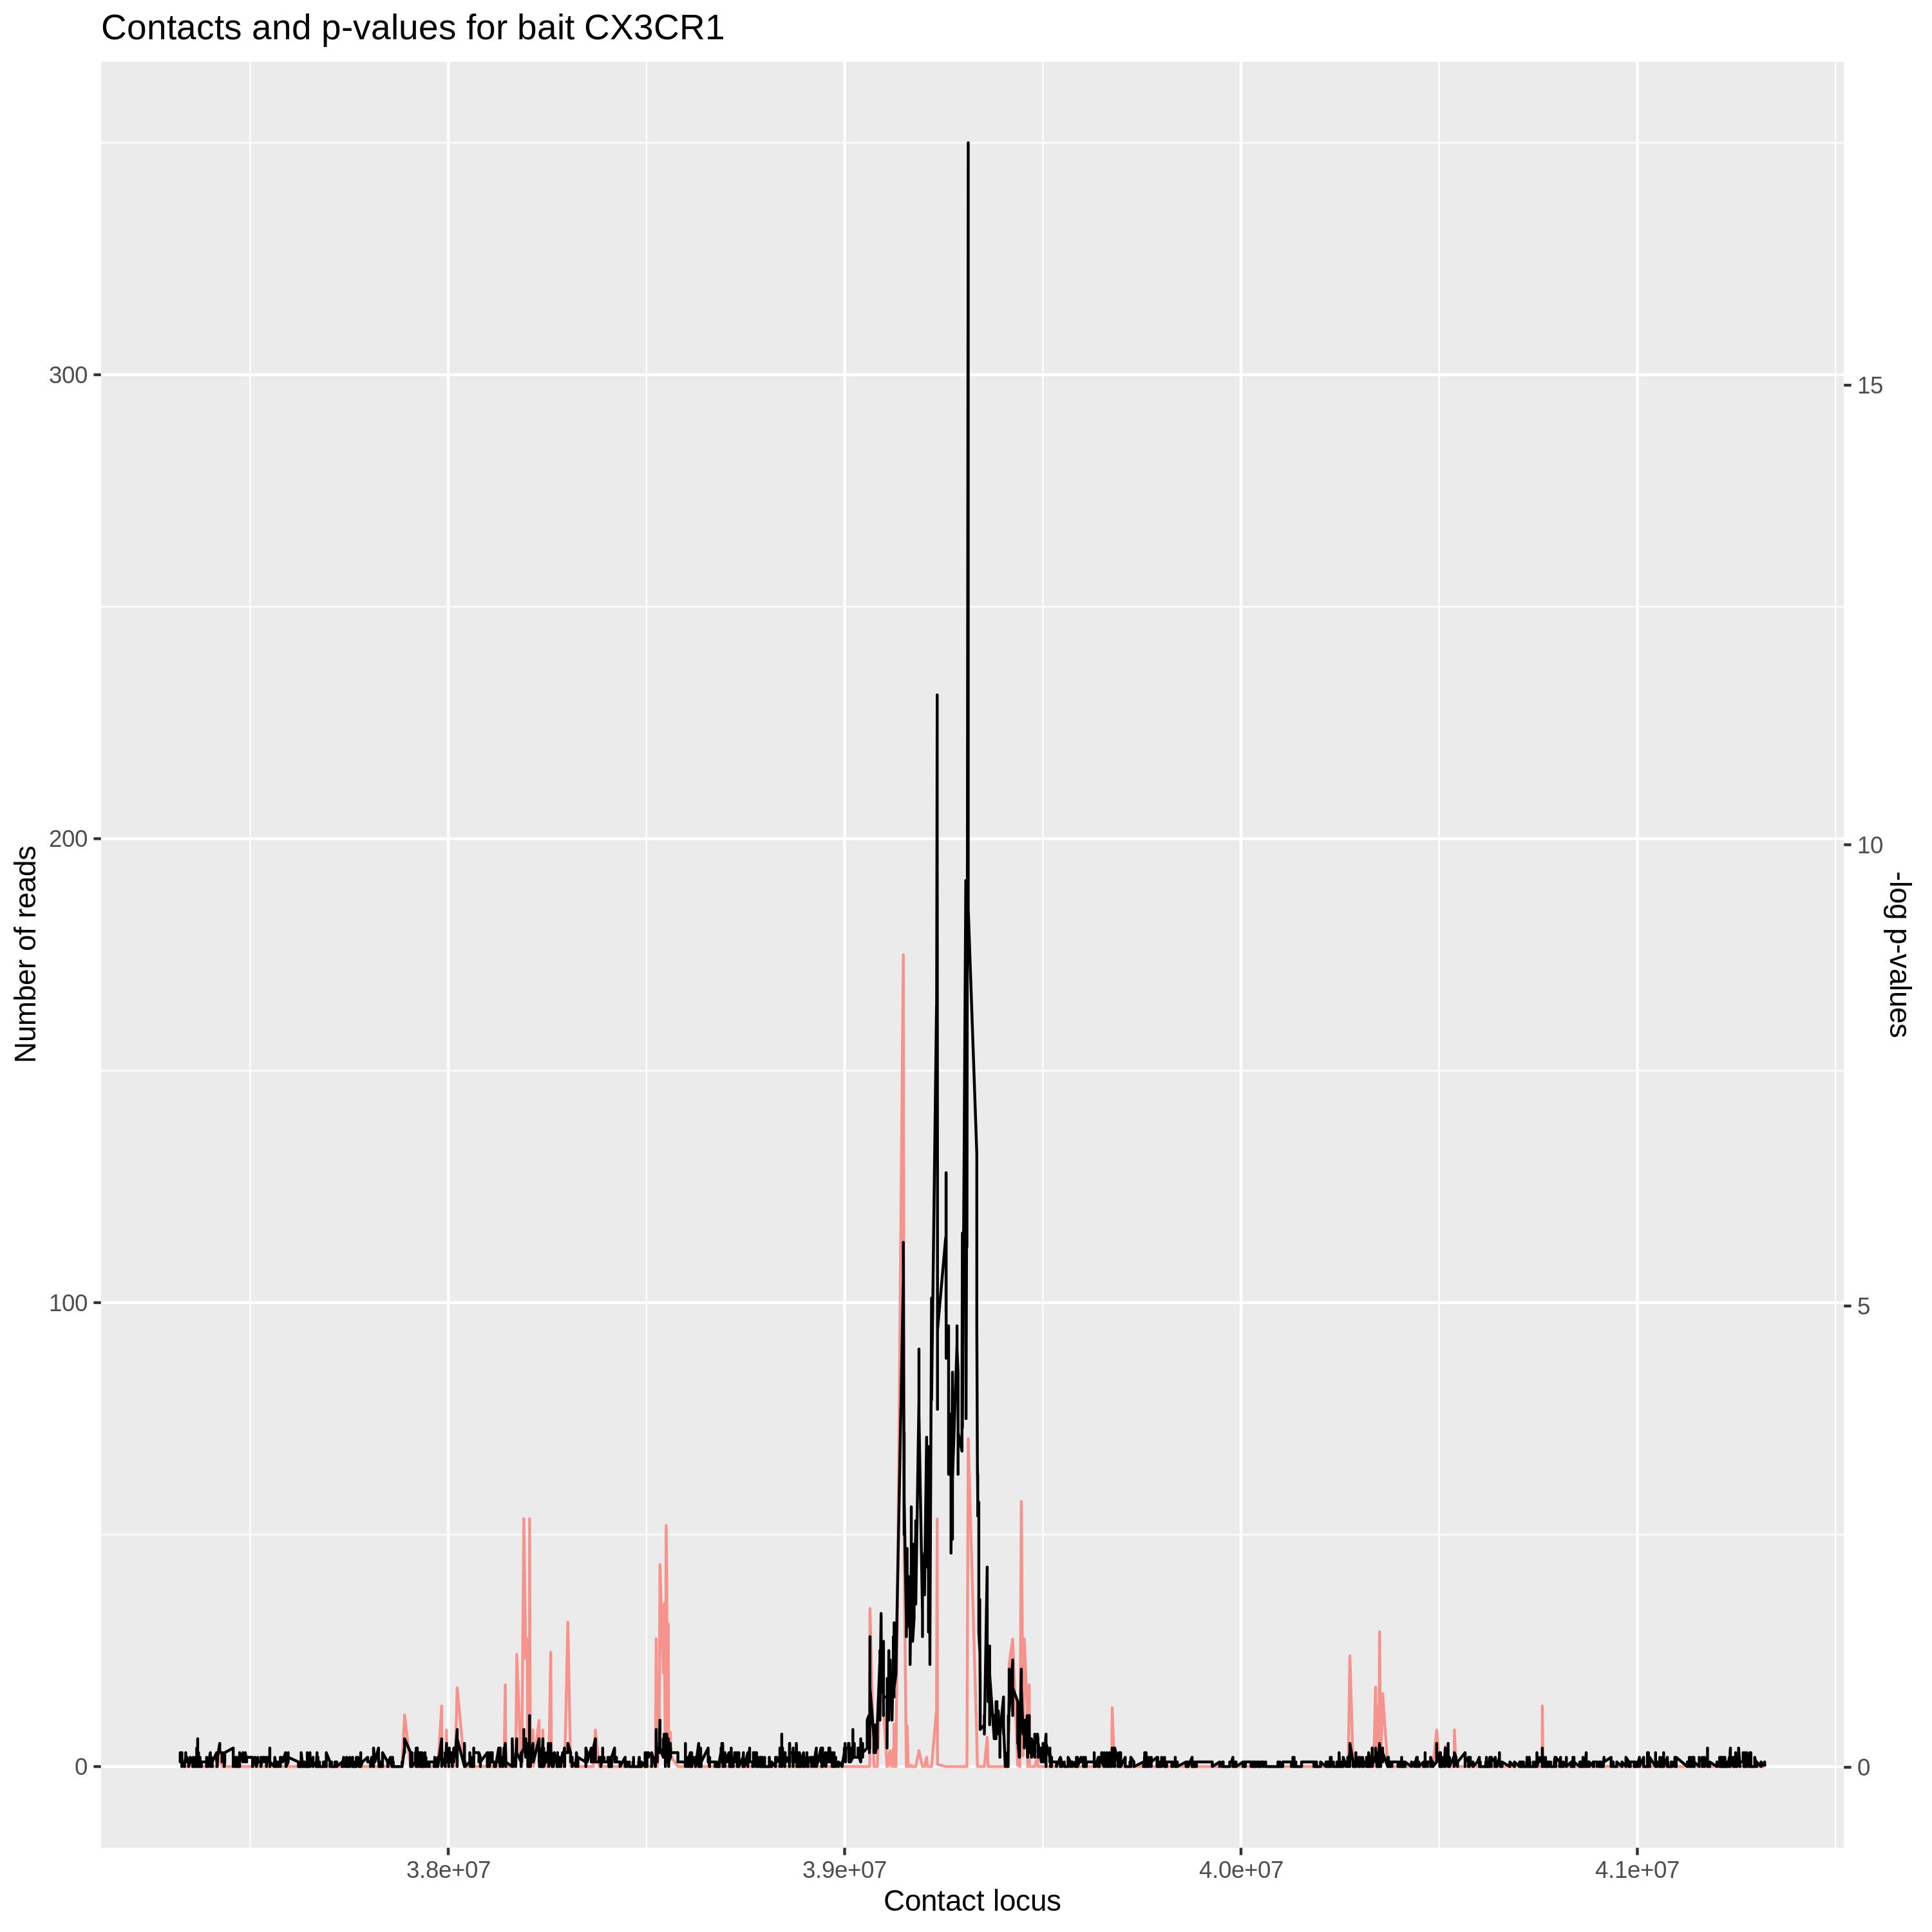 Contacts and p-values for bait CX3CR1
300
200
100
0
15
10
5
0
Number of reads
-log p-values
3.8e+07 3.9e+07 4.0e+07 4.1e+07
Contact locus